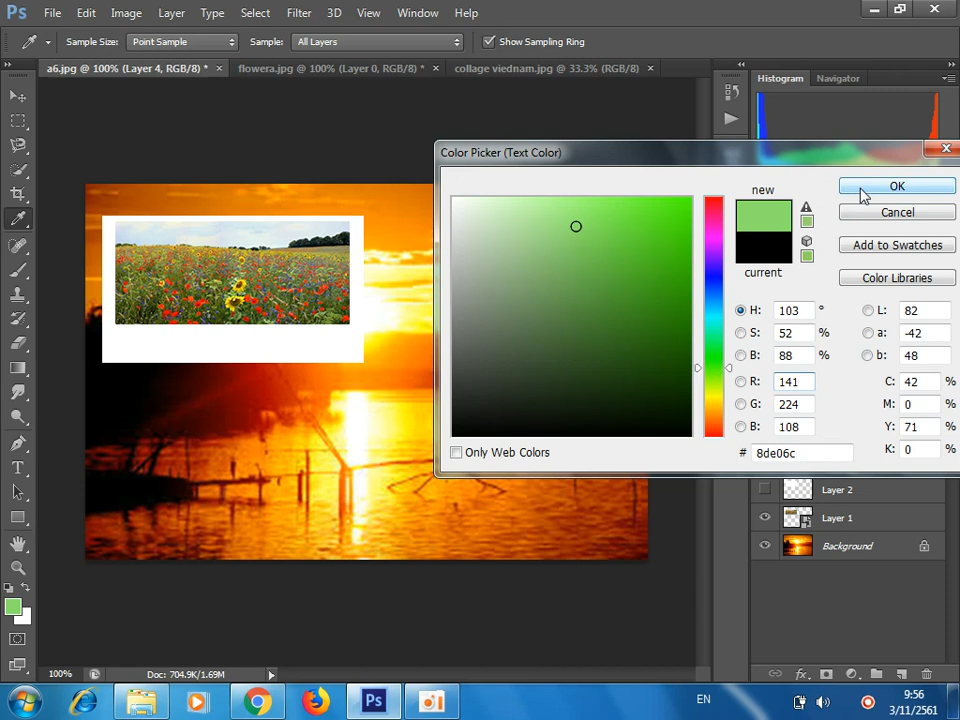 Ps File Edit Image Layer Type Select Filter 3D View Window Help
Sample Size: Point Sample Sample: All Layers Show Sampling Ring
a6.jpg @ 100% (Layer 4, RGB/8) * × flowera.jpg @ 100% (Layer 0, RGB/8) * × collage viednam.jpg @ 33.3% (RGB/8) ×
Histogram Navigator
Color Picker (Text Color)
new
OK
Cancel
Add to Swatches
current
Color Libraries
H: 103 ° L: 82
S: 52 % a: -42
B: 88 % b: 48
R: 141 C: 42 %
G: 224 M: 0 %
B: 108 Y: 71 %
Only Web Colors # 8de06c K: 0 %
Layer 2
Layer 1
Background
100% Doc: 704.9K/1.69M
fx
Ps EN 9:56
3/11/2561